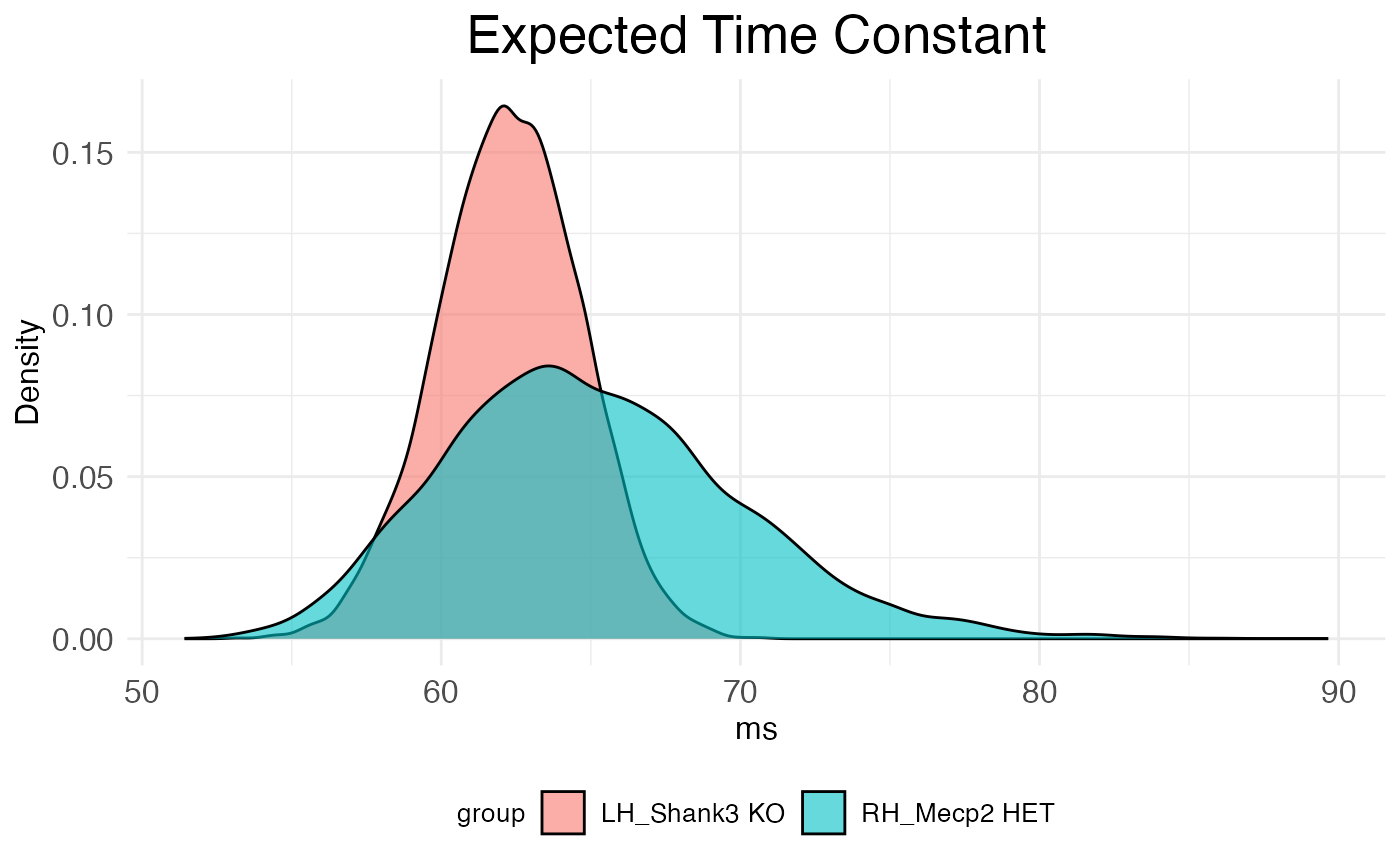 Expected Time Constant
Density
0.15
0.10
0.05
0.00
50 60 70 80 90
ms
group LH_Shank3 KO RH_Mecp2 HET